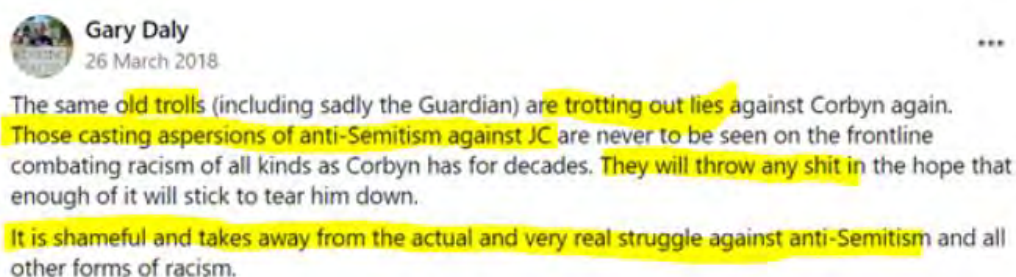 Gary Daly
26 March 2018
The same old trolls (including sadly the Guardian) are trotting out lies against Corbyn again.
Those casting aspersions of anti-Semitism against JC are never to be seen on the frontline
combating racism of all kinds as Corbyn has for decades. They will throw any shit in the hope that
enough of it will stick to tear him down.
It is shameful and takes away from the actual and very real struggle against anti-Semitism and all
other forms of racism.